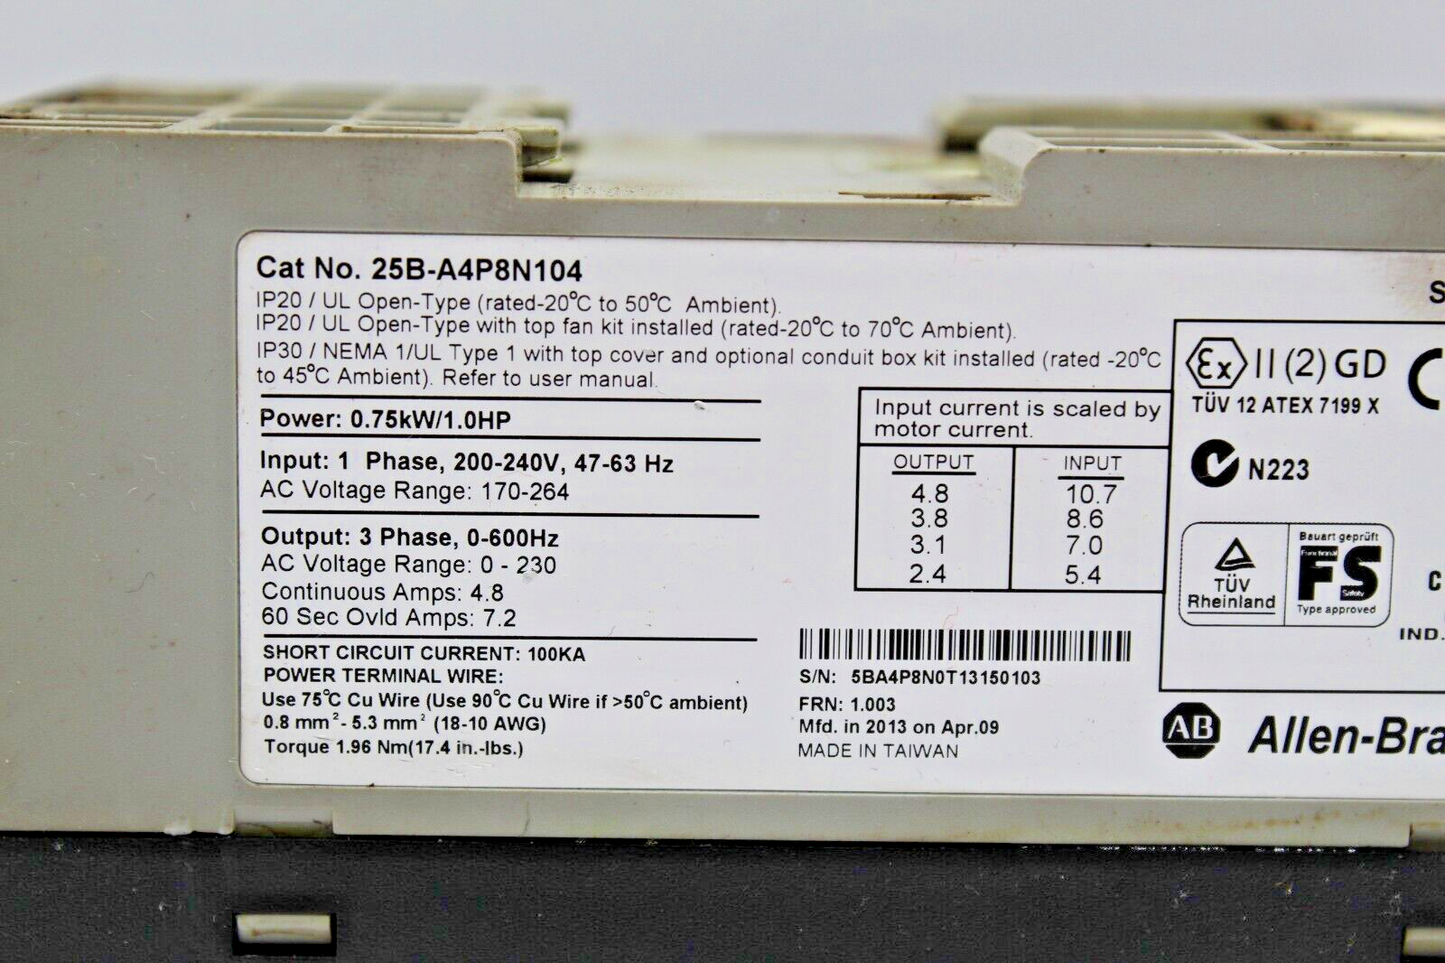 Cat No. 25B-A4P8N104
IP20 / UL Open-Type (rated-20°C to 50°C Ambient).
IP20 / UL Open-Type with top fan kit installed (rated-20°C to 70°C Ambient).
IP30 / NEMA 1/UL Type 1 with top cover and optional conduit box kit installed (rated -20°C
to 45°C Ambient). Refer to user manual.
Power: 0.75kW/1.0HP
Input: 1 Phase, 200-240V, 47-63 Hz
AC Voltage Range: 170-264
Output: 3 Phase, 0-600Hz
AC Voltage Range: 0 - 230
Continuous Amps: 4.8
60 Sec Ovld Amps: 7.2
SHORT CIRCUIT CURRENT: 100KA
POWER TERMINAL WIRE:
Use 75°C Cu Wire (Use 90°C Cu Wire if >50°C ambient)
0.8 mm² - 5.3 mm² (18-10 AWG)
Torque 1.96 Nm(17.4 in.-lbs.)
Input current is scaled by
motor current.
OUTPUT INPUT
4.8 10.7
3.8 8.6
3.1 7.0
2.4 5.4
S/N: 5BA4P8N0T13150103
FRN: 1.003
Mfd. in 2013 on Apr.09
MADE IN TAIWAN
S
Ex II (2) GD
TÜV 12 ATEX 7199 X
N223
TÜV
Rheinland
Bauart geprüft
Functional
FS
Safety
Type approved
C
IND.
AB Allen-Bra